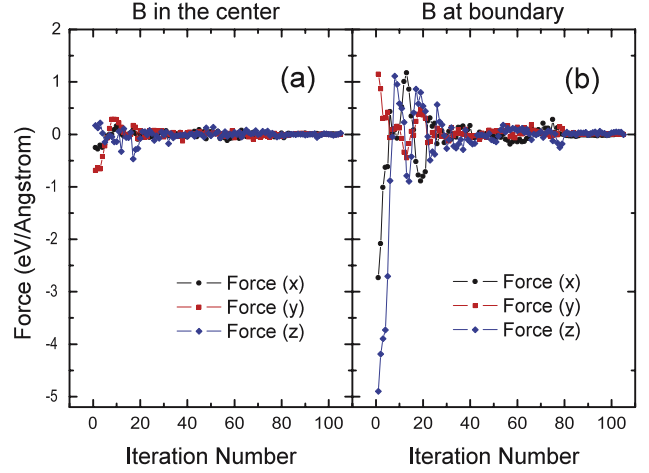 B in the center
B at boundary
(a)
(b)
2
1
0
-1
-2
-3
-4
-5
Force (eV/Angstrom)
Force (x)
Force (y)
Force (z)
Force (x)
Force (y)
Force (z)
0 20 40 60 80 100
0 20 40 60 80 100
Iteration Number
Iteration Number